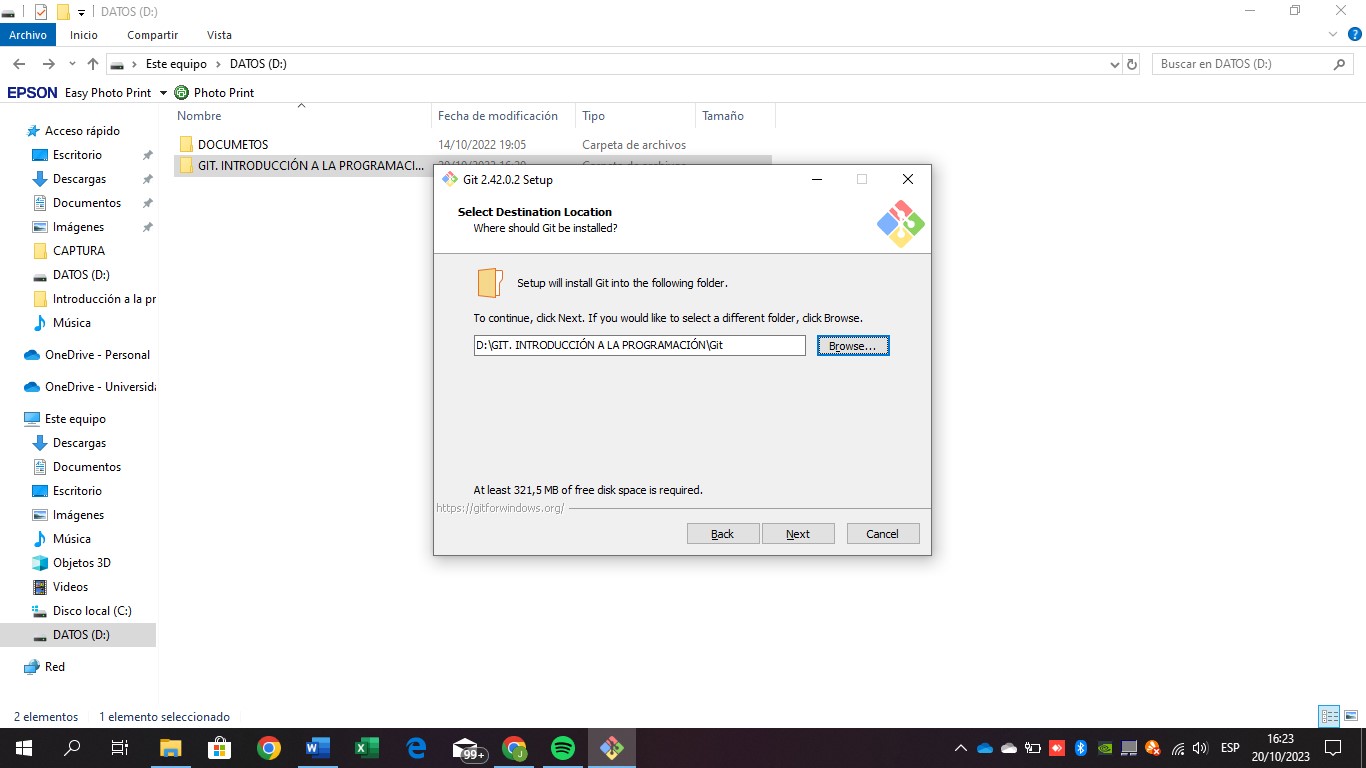 DATOS (D:)
Archivo Inicio Compartir Vista
Este equipo DATOS (D:) Buscar en DATOS (D:)
EPSON Easy Photo Print Photo Print
Nombre Fecha de modificación Tipo Tamaño
DOCUMETOS 14/10/2022 19:05 Carpeta de archivos
GIT. INTRODUCCIÓN A LA PROGRAMACI...
Acceso rápido
Escritorio
Descargas
Documentos
Imágenes
CAPTURA
DATOS (D:)
Introducción a la pr
Música
OneDrive - Personal
OneDrive - Universida
Este equipo
Descargas
Documentos
Escritorio
Imágenes
Música
Objetos 3D
Videos
Disco local (C:)
DATOS (D:)
Red
Git 2.42.0.2 Setup
Select Destination Location
Where should Git be installed?
Setup will install Git into the following folder.
To continue, click Next. If you would like to select a different folder, click Browse.
D:\GIT. INTRODUCCIÓN A LA PROGRAMACIÓN\Git Browse...
At least 321,5 MB of free disk space is required.
https://gitforwindows.org/
Back Next Cancel
2 elementos 1 elemento seleccionado
99+ J ESP 16:23
20/10/2023